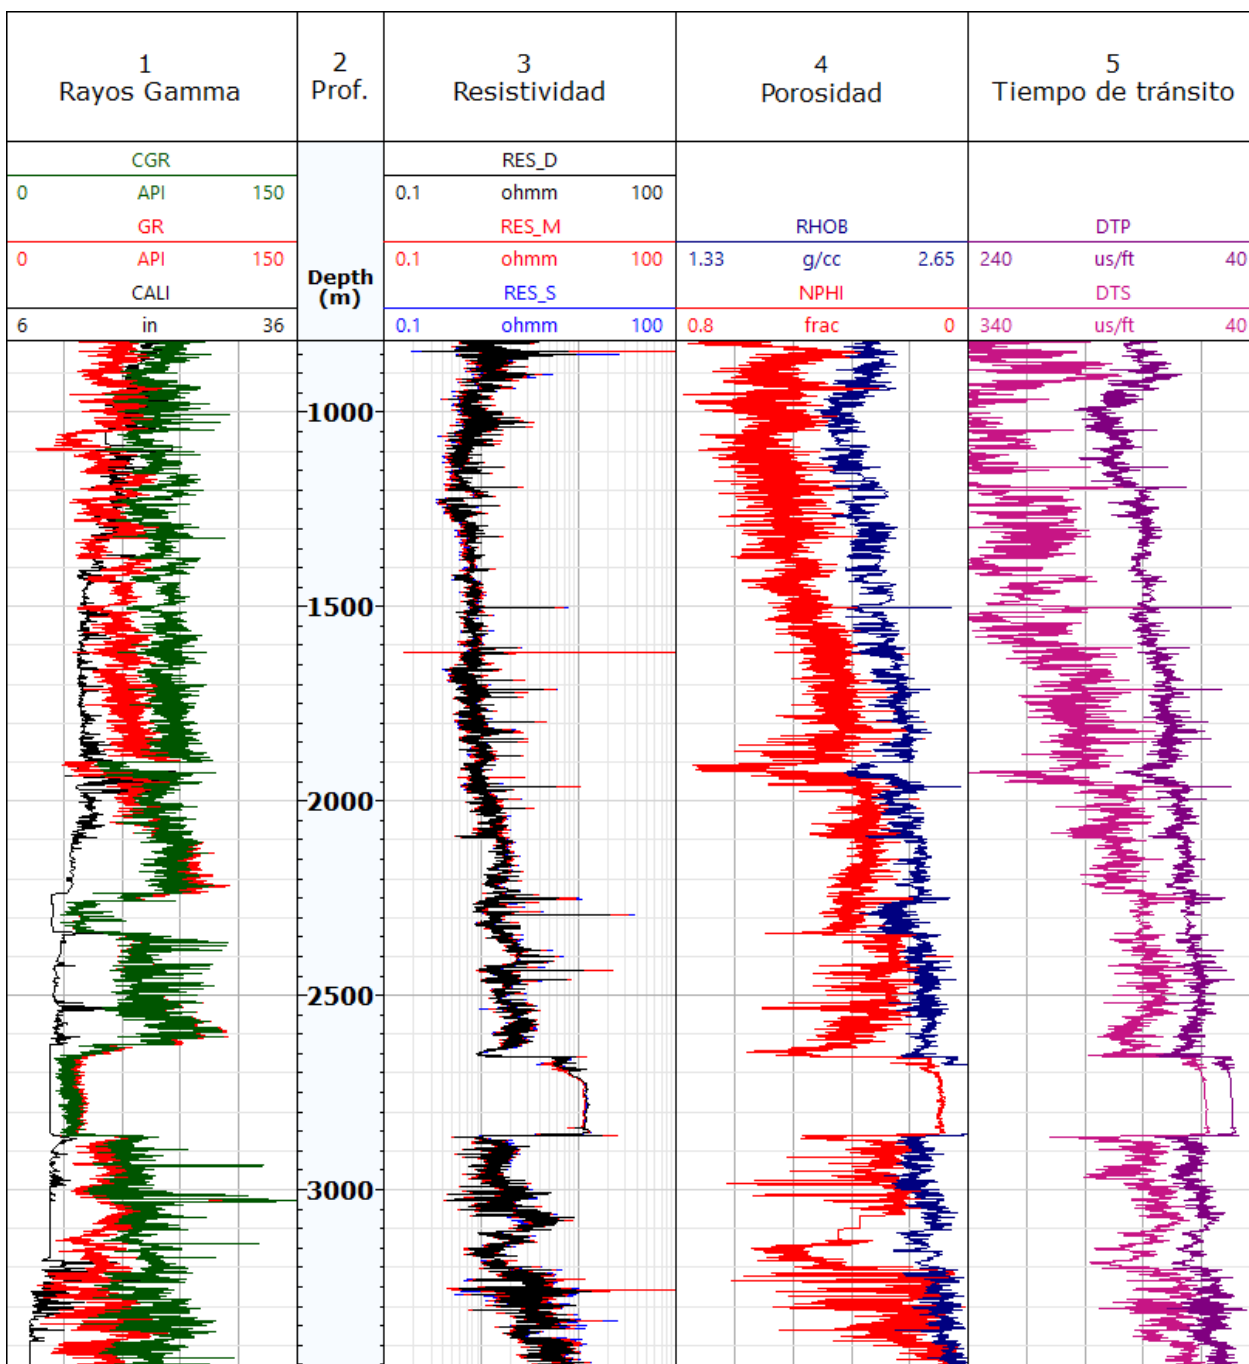 1
Rayos Gamma
2
Prof.
3
Resistividad
4
Porosidad
5
Tiempo de tránsito
CGR
0 API 150
GR
0 API 150
CALI
6 in 36
Depth
(m)
RES_D
0.1 ohmm 100
RES_M
0.1 ohmm 100
RES_S
0.1 ohmm 100
RHOB
1.33 g/cc 2.65
NPHI
0.8 frac 0
DTP
240 us/ft 40
DTS
340 us/ft 40
1000
1500
2000
2500
3000